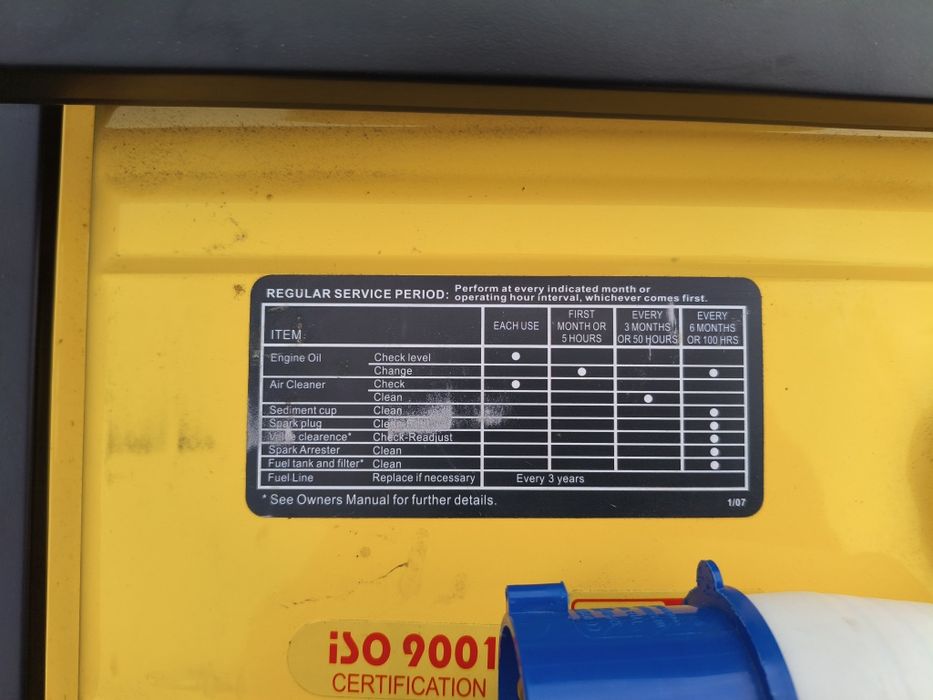 REGULAR SERVICE PERIOD: Perform at every indicated month or
operating hour interval, whichever comes first.
ITEM EACH USE FIRST MONTH OR 5 HOURS EVERY 3 MONTHS OR 50 HOURS EVERY 6 MONTHS OR 100 HRS
Engine Oil Check level ●
Change ● ●
Air Cleaner Check ●
Clean ●
Sediment cup Clean ●
Spark plug ●
Valve clearence* Check-Readjust ●
Spark Arrester Clean ●
Fuel tank and filter* Clean ●
Fuel Line Replace if necessary Every 3 years
* See Owners Manual for further details. 1/07
iSO 9001
CERTIFICATION